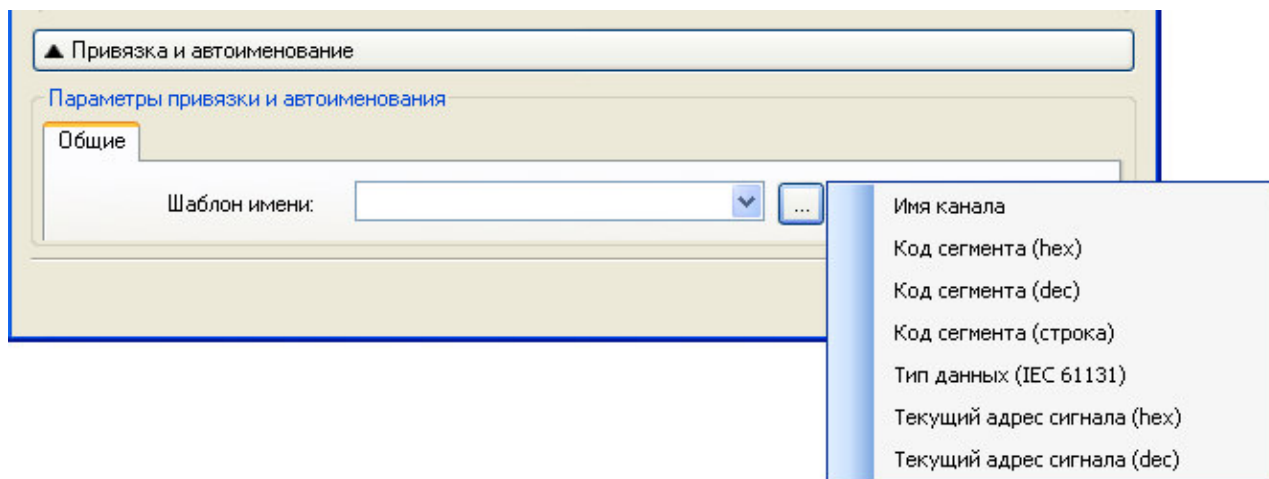 Привязка и автоименование
Параметры привязки и автоименования
Общие
Шаблон имени:
...
Имя канала
Код сегмента (hex)
Код сегмента (dec)
Код сегмента (строка)
Тип данных (IEC 61131)
Текущий адрес сигнала (hex)
Текущий адрес сигнала (dec)